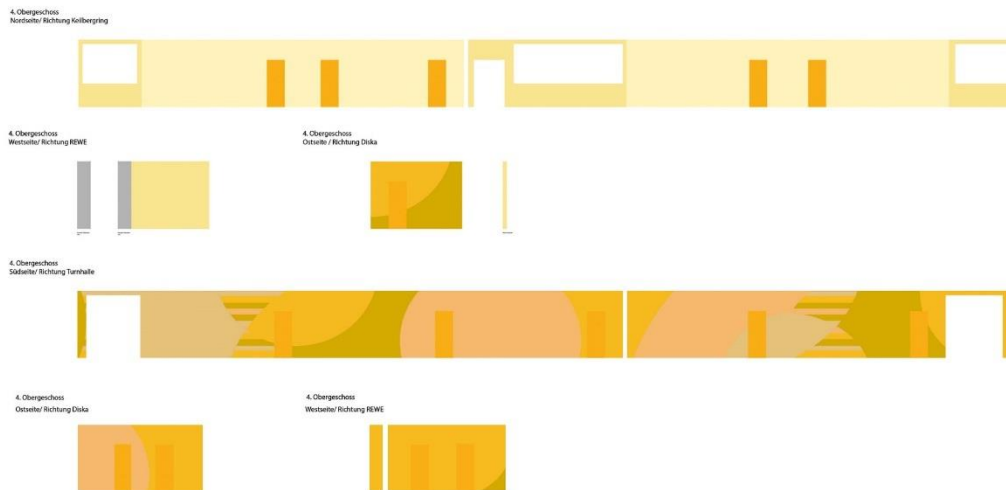 4. Obergeschoss
Nordseite/ Richtung Keilbergring
4. Obergeschoss
Westseite/ Richtung REWE
4. Obergeschoss
Ostseite / Richtung Diska
4. Obergeschoss
Südseite/ Richtung Turnhalle
4. Obergeschoss
Ostseite/ Richtung Diska
4. Obergeschoss
Westseite/ Richtung REWE